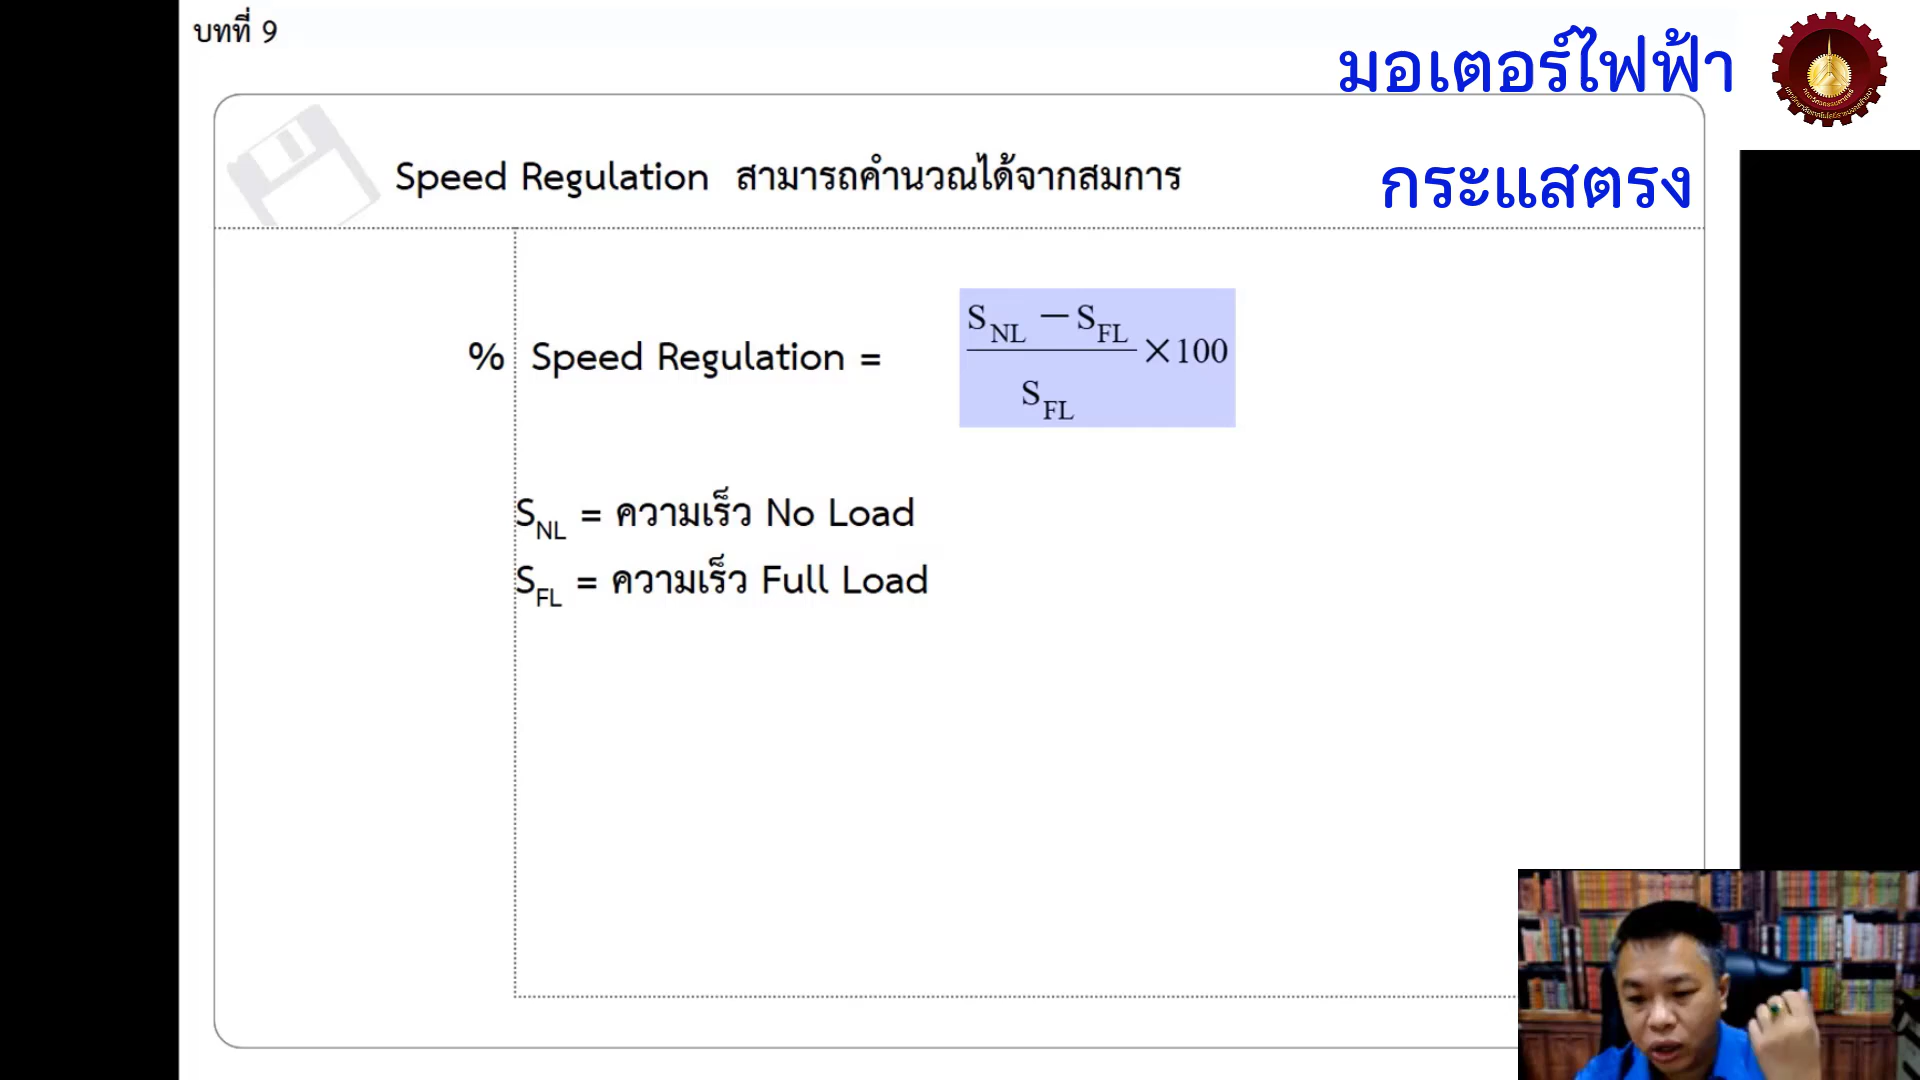 บทที่ 9
มอเตอร์ไฟฟ้า
กระแสตรง
Speed Regulation สามารถคำนวณได้จากสมการ
% Speed Regulation = (S_NL − S_FL) / S_FL × 100
S_NL = ความเร็ว No Load
S_FL = ความเร็ว Full Load